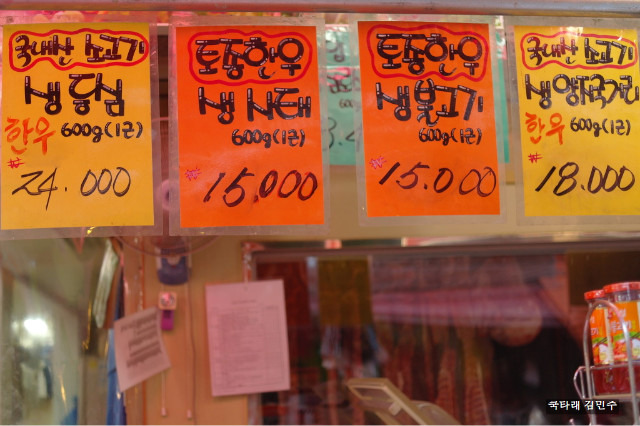 국내산 소고기
생 등심
한우 600g(1근)
24.000
토종한우
생 사태
600g(1근)
15.000
토종한우
생불고기
600g(1근)
15.000
국내산 소고기
생양지국거리
한우 600g(1근)
18.000
쿡타래 김민수